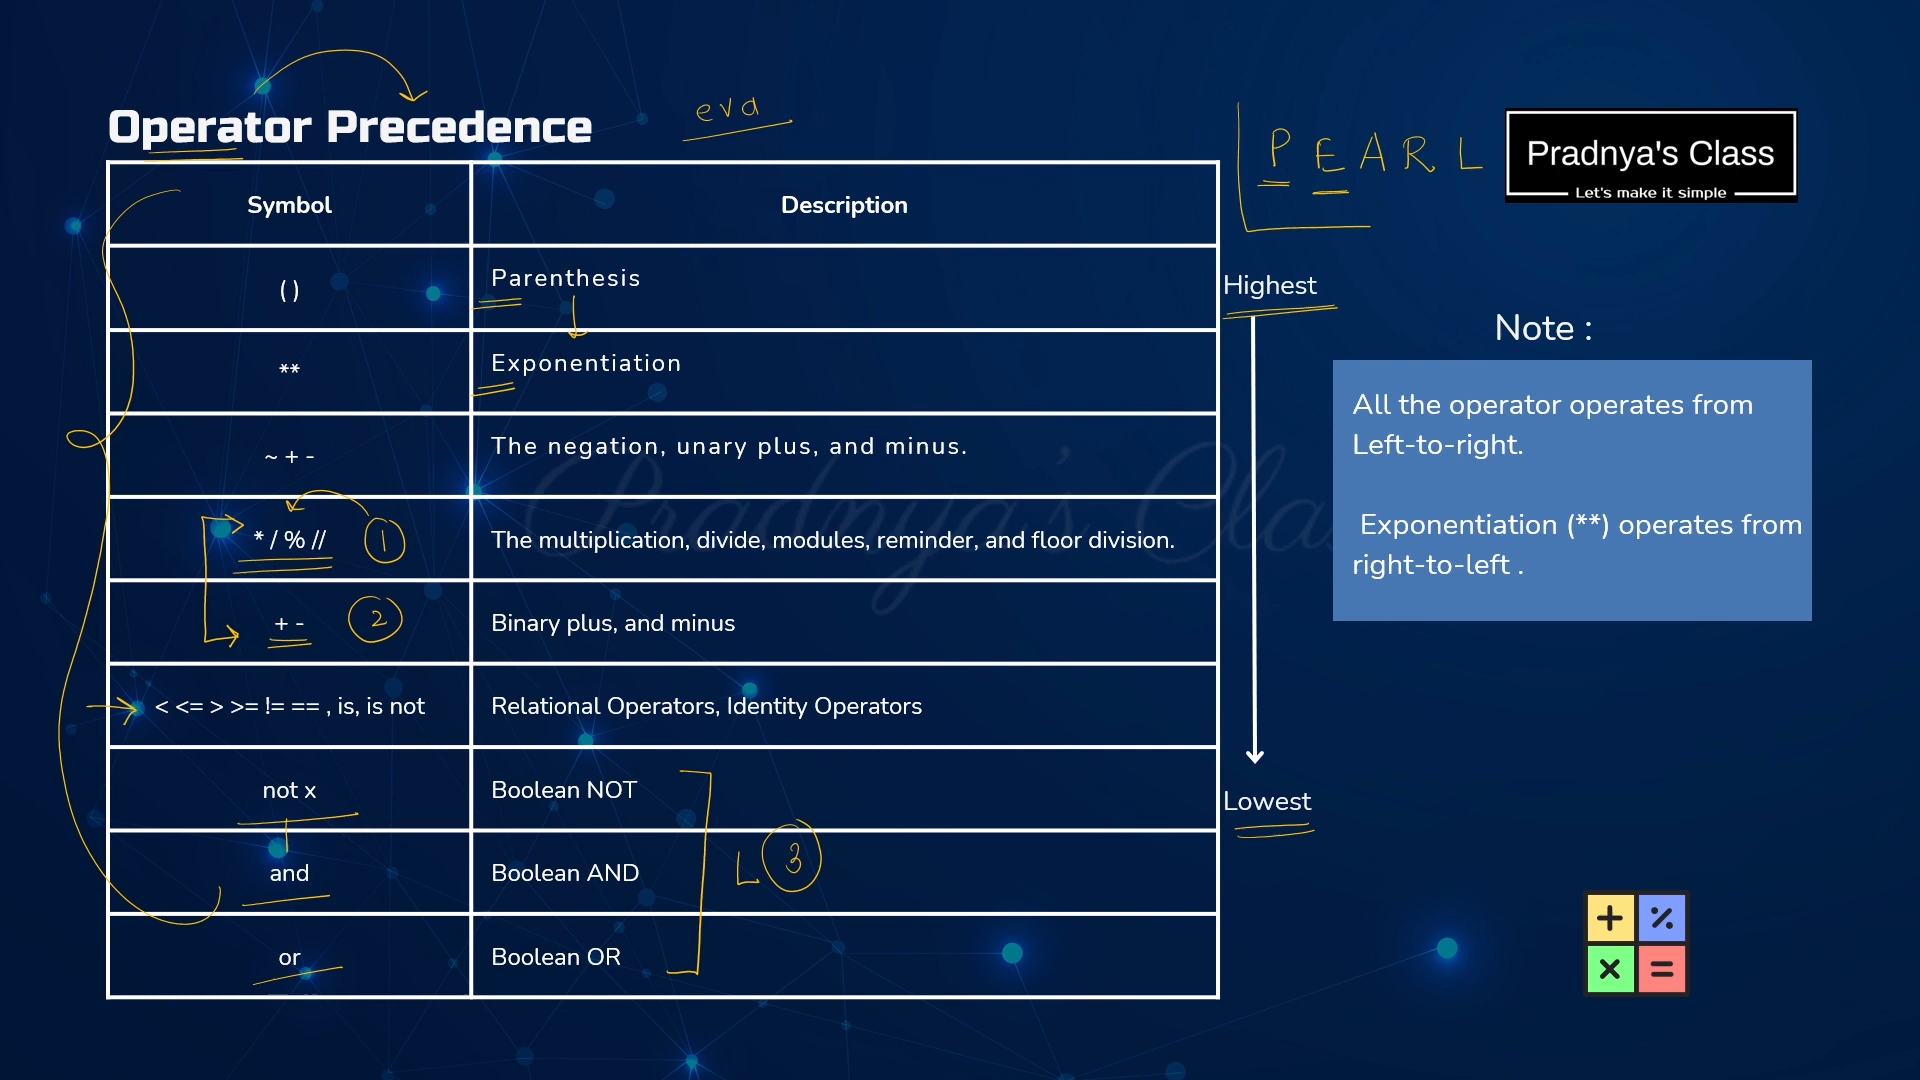 Operator Precedence
eva
P E A R L
Pradnya's Class
Let's make it simple
Symbol Description
( ) Parenthesis
Highest
** Exponentiation
~ + - The negation, unary plus, and minus.
* / % // The multiplication, divide, modules, reminder, and floor division.
1
+ - Binary plus, and minus
2
< <= > >= != == , is, is not Relational Operators, Identity Operators
not x Boolean NOT
and Boolean AND
L 3
or Boolean OR
Lowest
Note :
All the operator operates from
Left-to-right.
Exponentiation (**) operates from
right-to-left .
Pradnya's Clas
+ %
× =